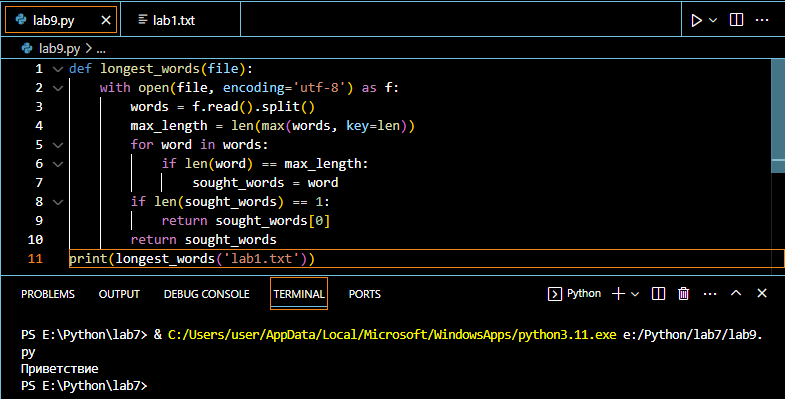 lab9.py
lab1.txt
lab9.py > ...
1 def longest_words(file):
2 with open(file, encoding='utf-8') as f:
3 words = f.read().split()
4 max_length = len(max(words, key=len))
5 for word in words:
6 if len(word) == max_length:
7 sought_words = word
8 if len(sought_words) == 1:
9 return sought_words[0]
10 return sought_words
11 print(longest_words('lab1.txt'))
PROBLEMS OUTPUT DEBUG CONSOLE TERMINAL PORTS Python
PS E:\Python\lab7> & C:/Users/user/AppData/Local/Microsoft/WindowsApps/python3.11.exe e:/Python/lab7/lab9.
py
Приветствие
PS E:\Python\lab7>